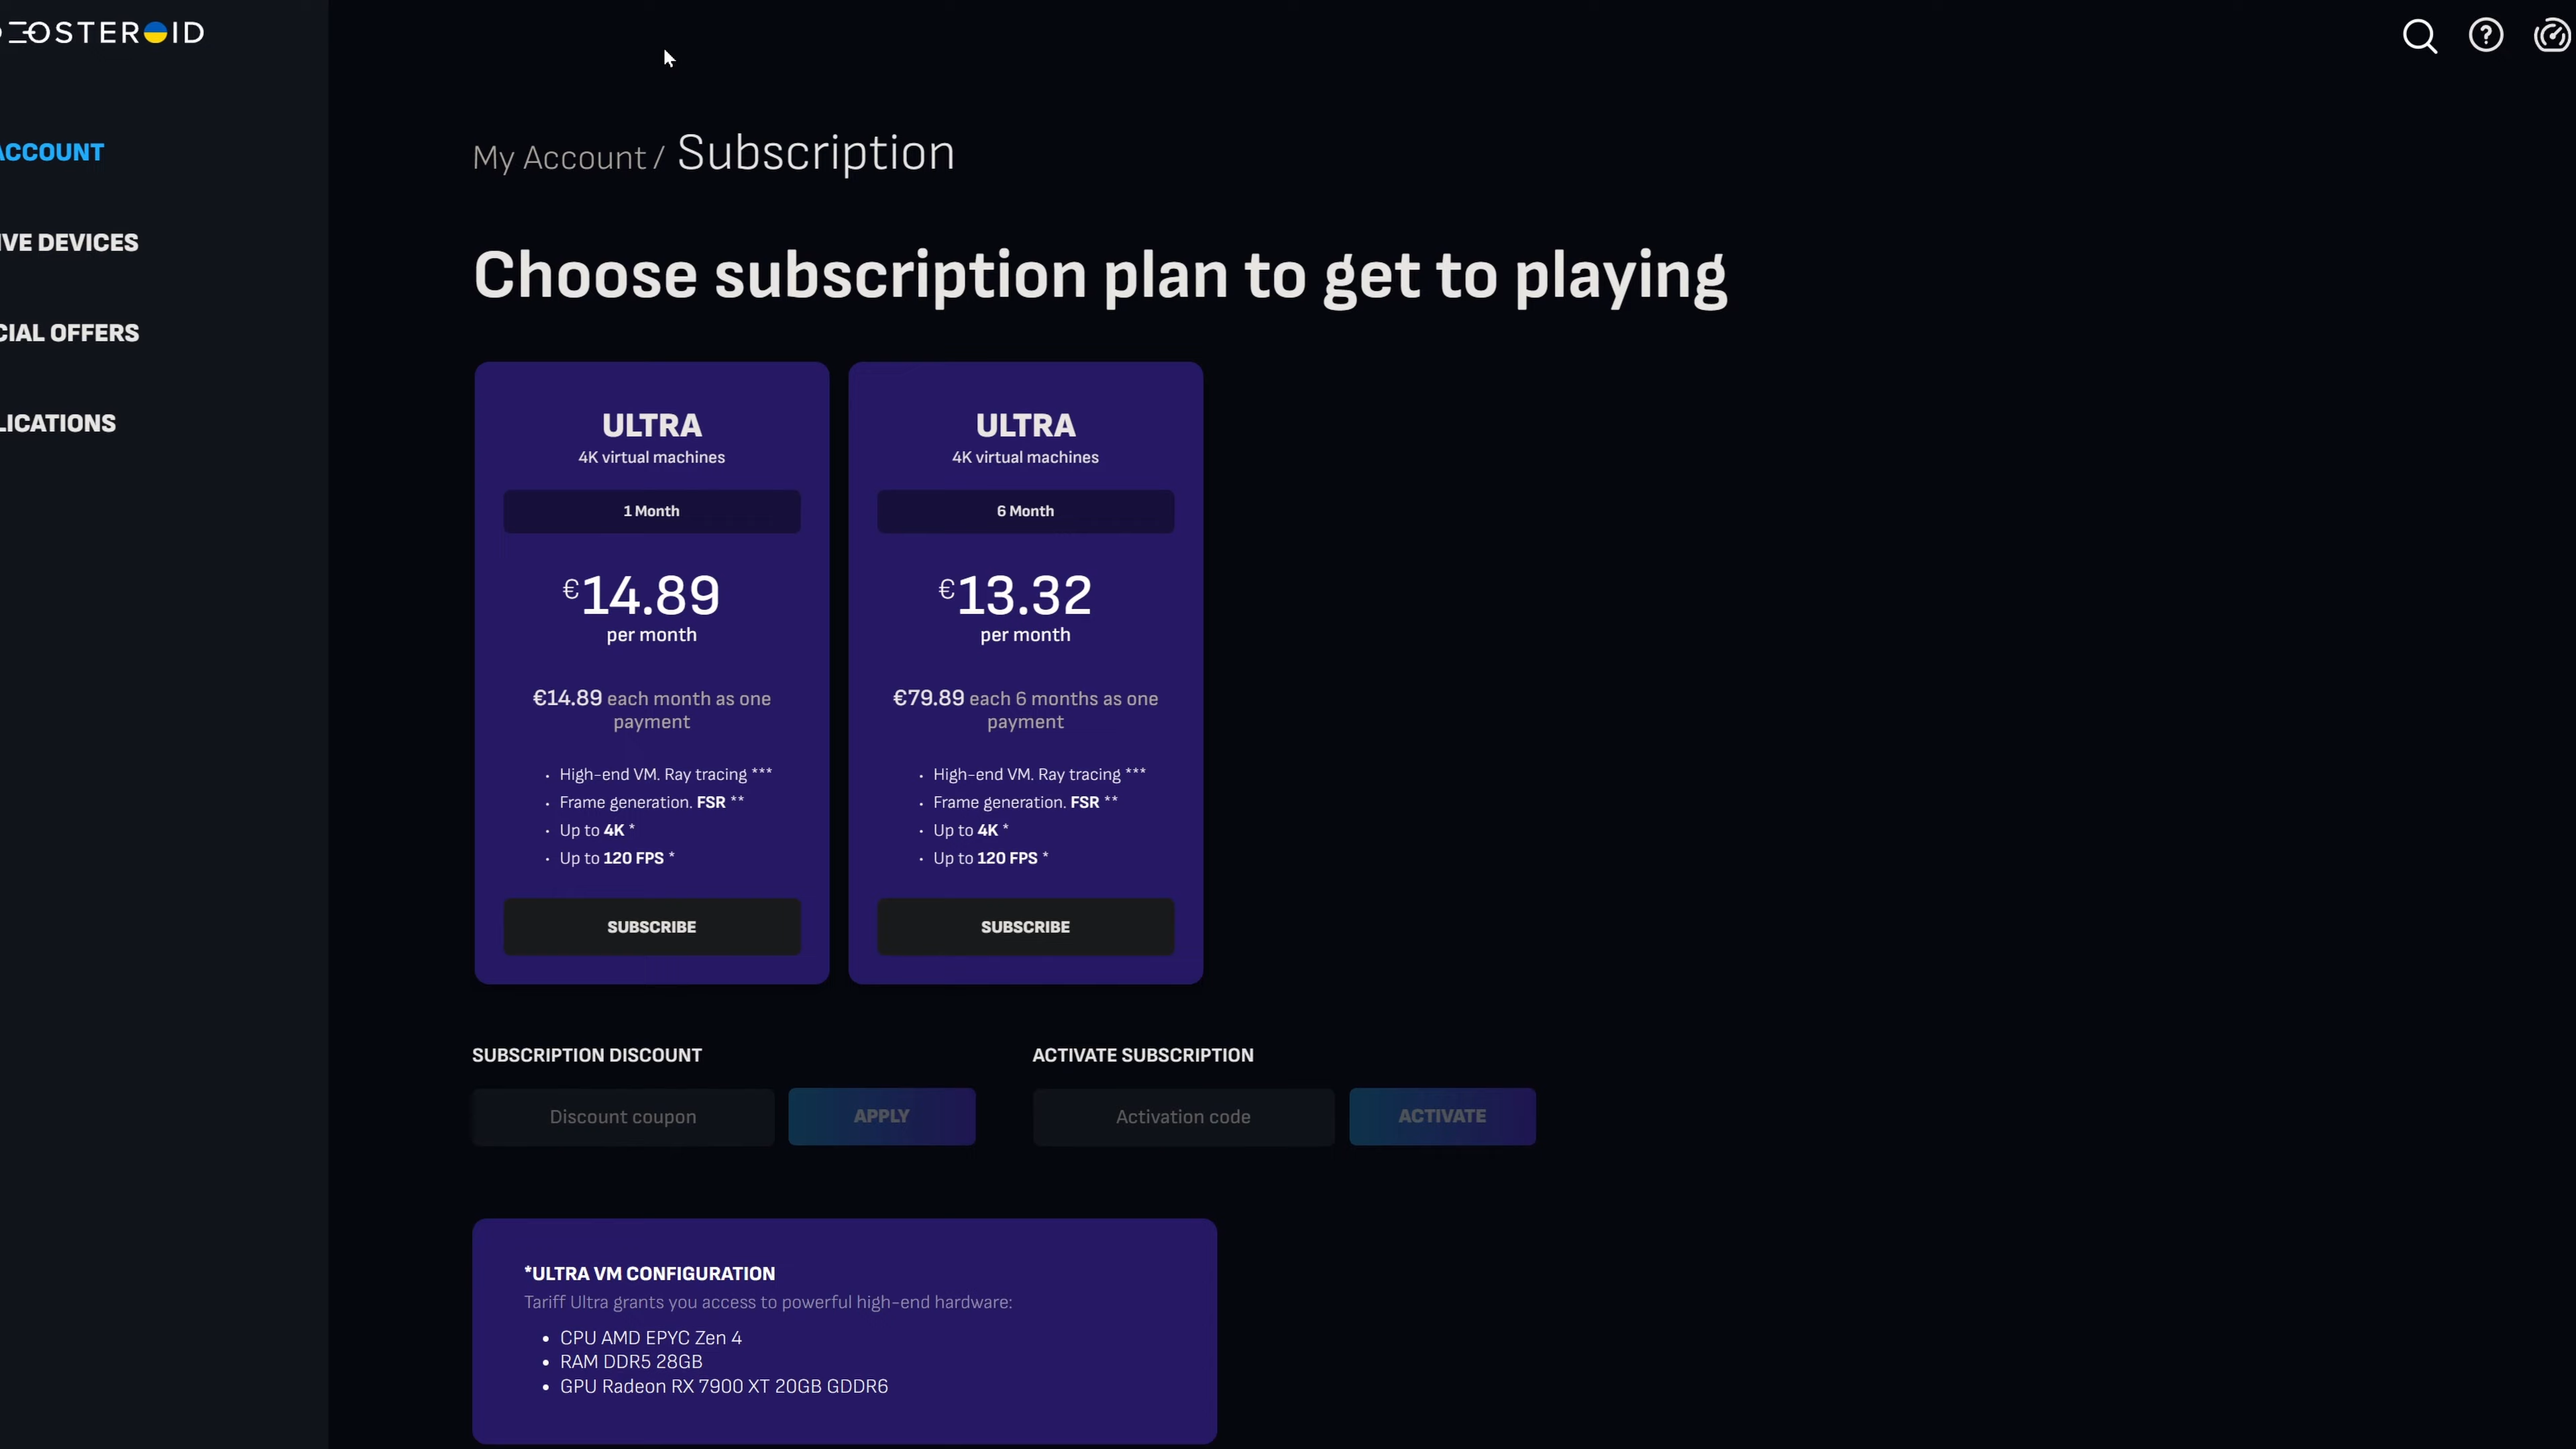 OSTEROID
ACCOUNT
IVE DEVICES
CIAL OFFERS
LICATIONS
My Account / Subscription
Choose subscription plan to get to playing
ULTRA
4K virtual machines
1 Month
€14.89
per month
€14.89 each month as one
payment
• High-end VM. Ray tracing ***
• Frame generation. FSR **
• Up to 4K *
• Up to 120 FPS *
SUBSCRIBE
ULTRA
4K virtual machines
6 Month
€13.32
per month
€79.89 each 6 months as one
payment
• High-end VM. Ray tracing ***
• Frame generation. FSR **
• Up to 4K *
• Up to 120 FPS *
SUBSCRIBE
SUBSCRIPTION DISCOUNT
Discount coupon
APPLY
ACTIVATE SUBSCRIPTION
Activation code
ACTIVATE
*ULTRA VM CONFIGURATION
Tariff Ultra grants you access to powerful high-end hardware:
• CPU AMD EPYC Zen 4
• RAM DDR5 28GB
• GPU Radeon RX 7900 XT 20GB GDDR6